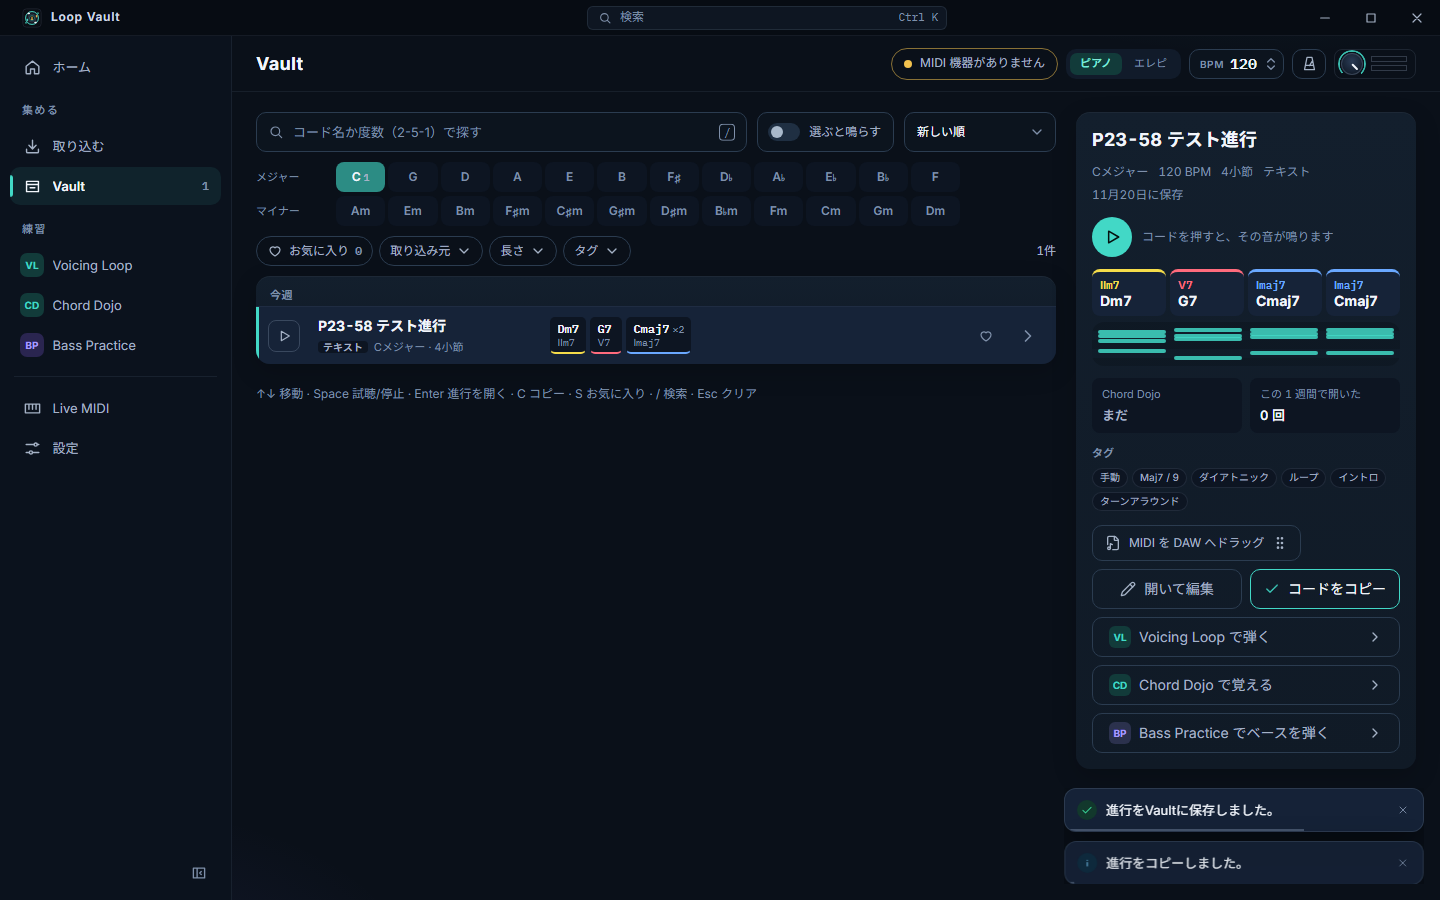 Loop Vault
検索
Ctrl K
ホーム
集める
取り込む
Vault
1
練習
VL Voicing Loop
CD Chord Dojo
BP Bass Practice
Live MIDI
設定
Vault
MIDI 機器がありません
ピアノ
エレピ
BPM 120
コード名か度数（2-5-1）で探す
/
選ぶと鳴らす
新しい順
メジャー
C 1
G
D
A
E
B
F♯
D♭
A♭
E♭
B♭
F
マイナー
Am
Em
Bm
F♯m
C♯m
G♯m
D♯m
B♭m
Fm
Cm
Gm
Dm
お気に入り 0
取り込み元
長さ
タグ
1件
今週
P23-58 テスト進行
テキスト Cメジャー · 4小節
Dm7
IIm7
G7
V7
Cmaj7 ×2
Imaj7
↑↓ 移動 · Space 試聴/停止 · Enter 進行を開く · C コピー · S お気に入り · / 検索 · Esc クリア
P23-58 テスト進行
Cメジャー 120 BPM 4小節 テキスト
11月20日に保存
コードを押すと、その音が鳴ります
IIm7
Dm7
V7
G7
Imaj7
Cmaj7
Imaj7
Cmaj7
Chord Dojo
まだ
この 1 週間で開いた
0 回
タグ
手動
Maj7 / 9
ダイアトニック
ループ
イントロ
ターンアラウンド
MIDI を DAW へドラッグ
開いて編集
コードをコピー
VL Voicing Loop で弾く
CD Chord Dojo で覚える
BP Bass Practice でベースを弾く
進行をVaultに保存しました。
進行をコピーしました。